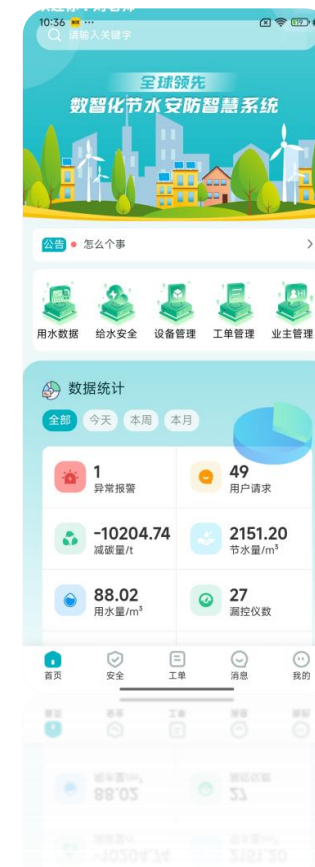 10:36
请输入关键字
全球领先
数智化节水安防智慧系统
公告 怎么个事
用水数据 给水安全 设备管理 工单管理 业主管理
数据统计
全部 今天 本周 本月
1 49
异常报警 用户请求
-10204.74 2151.20
减碳量/t 节水量/m³
88.02 27
用水量/m³ 漏控仪数
首页 安全 工单 消息 我的